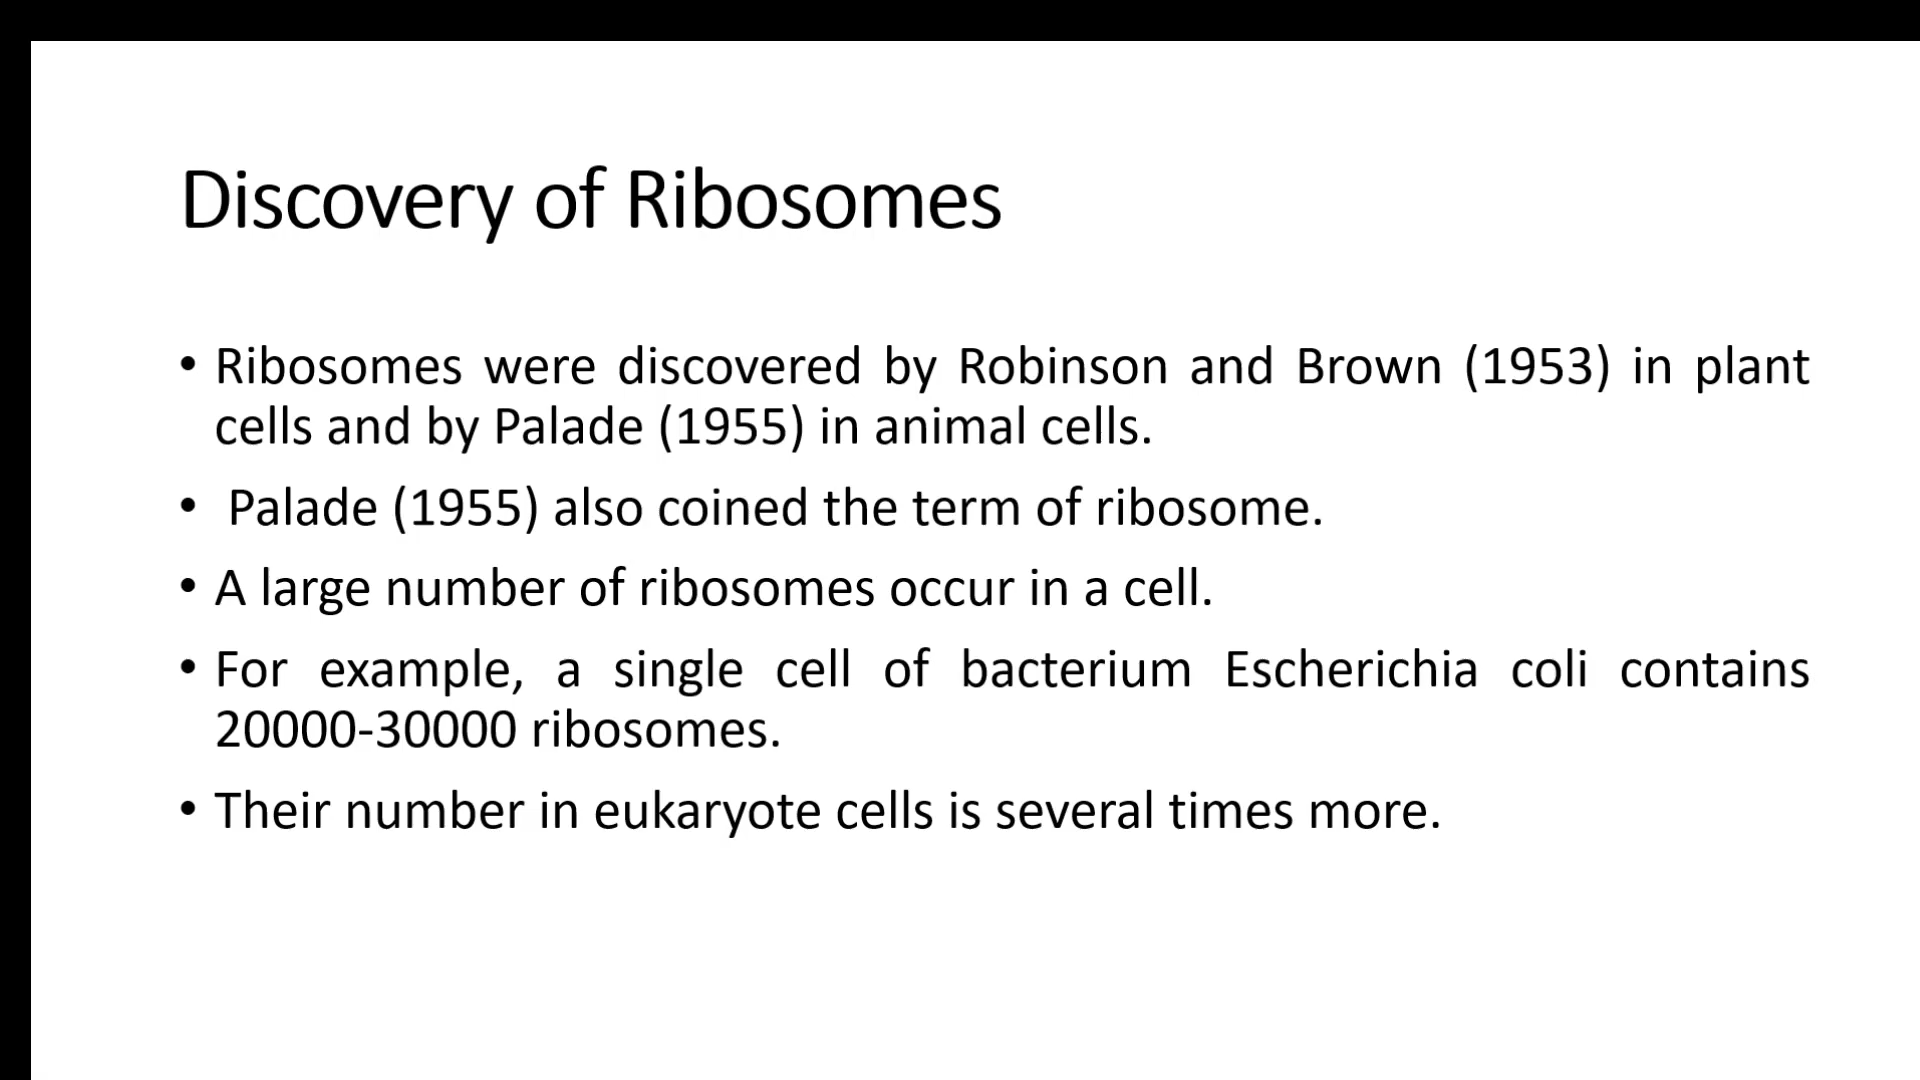 Discovery of Ribosomes
• Ribosomes were discovered by Robinson and Brown (1953) in plant
cells and by Palade (1955) in animal cells.
• Palade (1955) also coined the term of ribosome.
• A large number of ribosomes occur in a cell.
• For example, a single cell of bacterium Escherichia coli contains
20000-30000 ribosomes.
• Their number in eukaryote cells is several times more.